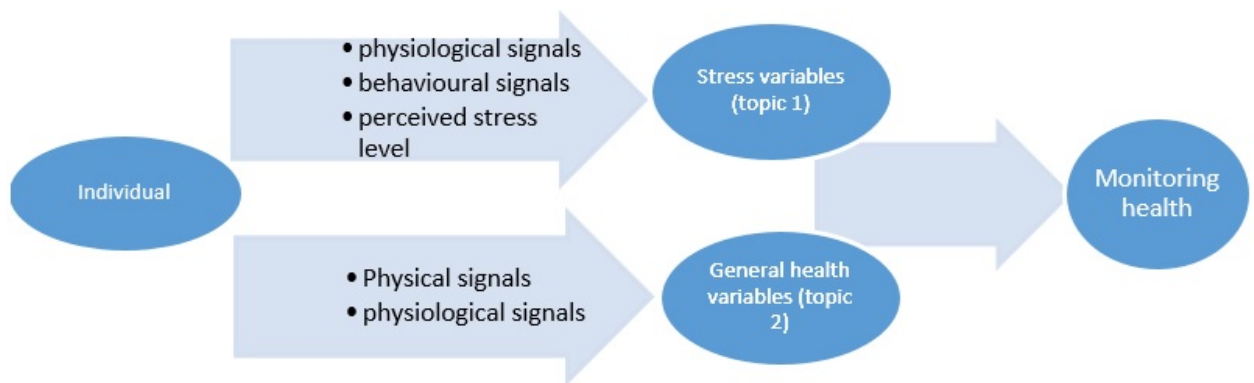 Individual
• physiological signals
• behavioural signals
• perceived stress
level
Stress variables
(topic 1)
• Physical signals
• physiological signals
General health
variables (topic
2)
Monitoring
health